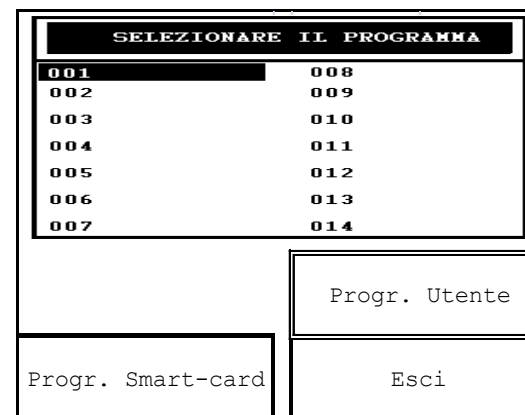 SELEZIONARE IL PROGRAMMA
001 008
002 009
003 010
004 011
005 012
006 013
007 014
Progr. Utente
Progr. Smart-card Esci